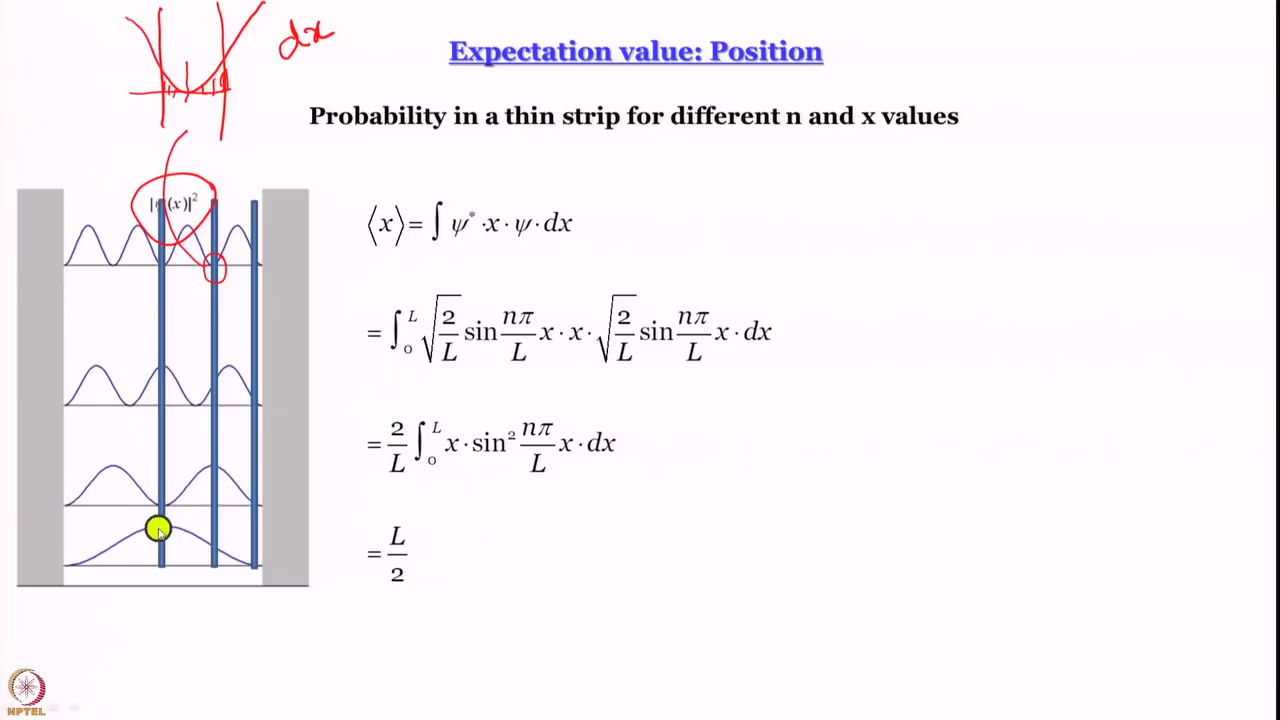 dx
Expectation value: Position
Probability in a thin strip for different n and x values
⟨x⟩ = ∫ ψ* · x · ψ · dx
= ∫₀ᴸ √(2/L) sin nπ/L x · x · √(2/L) sin nπ/L x · dx
= 2/L ∫₀ᴸ x · sin² nπ/L x · dx
= L/2
NPTEL